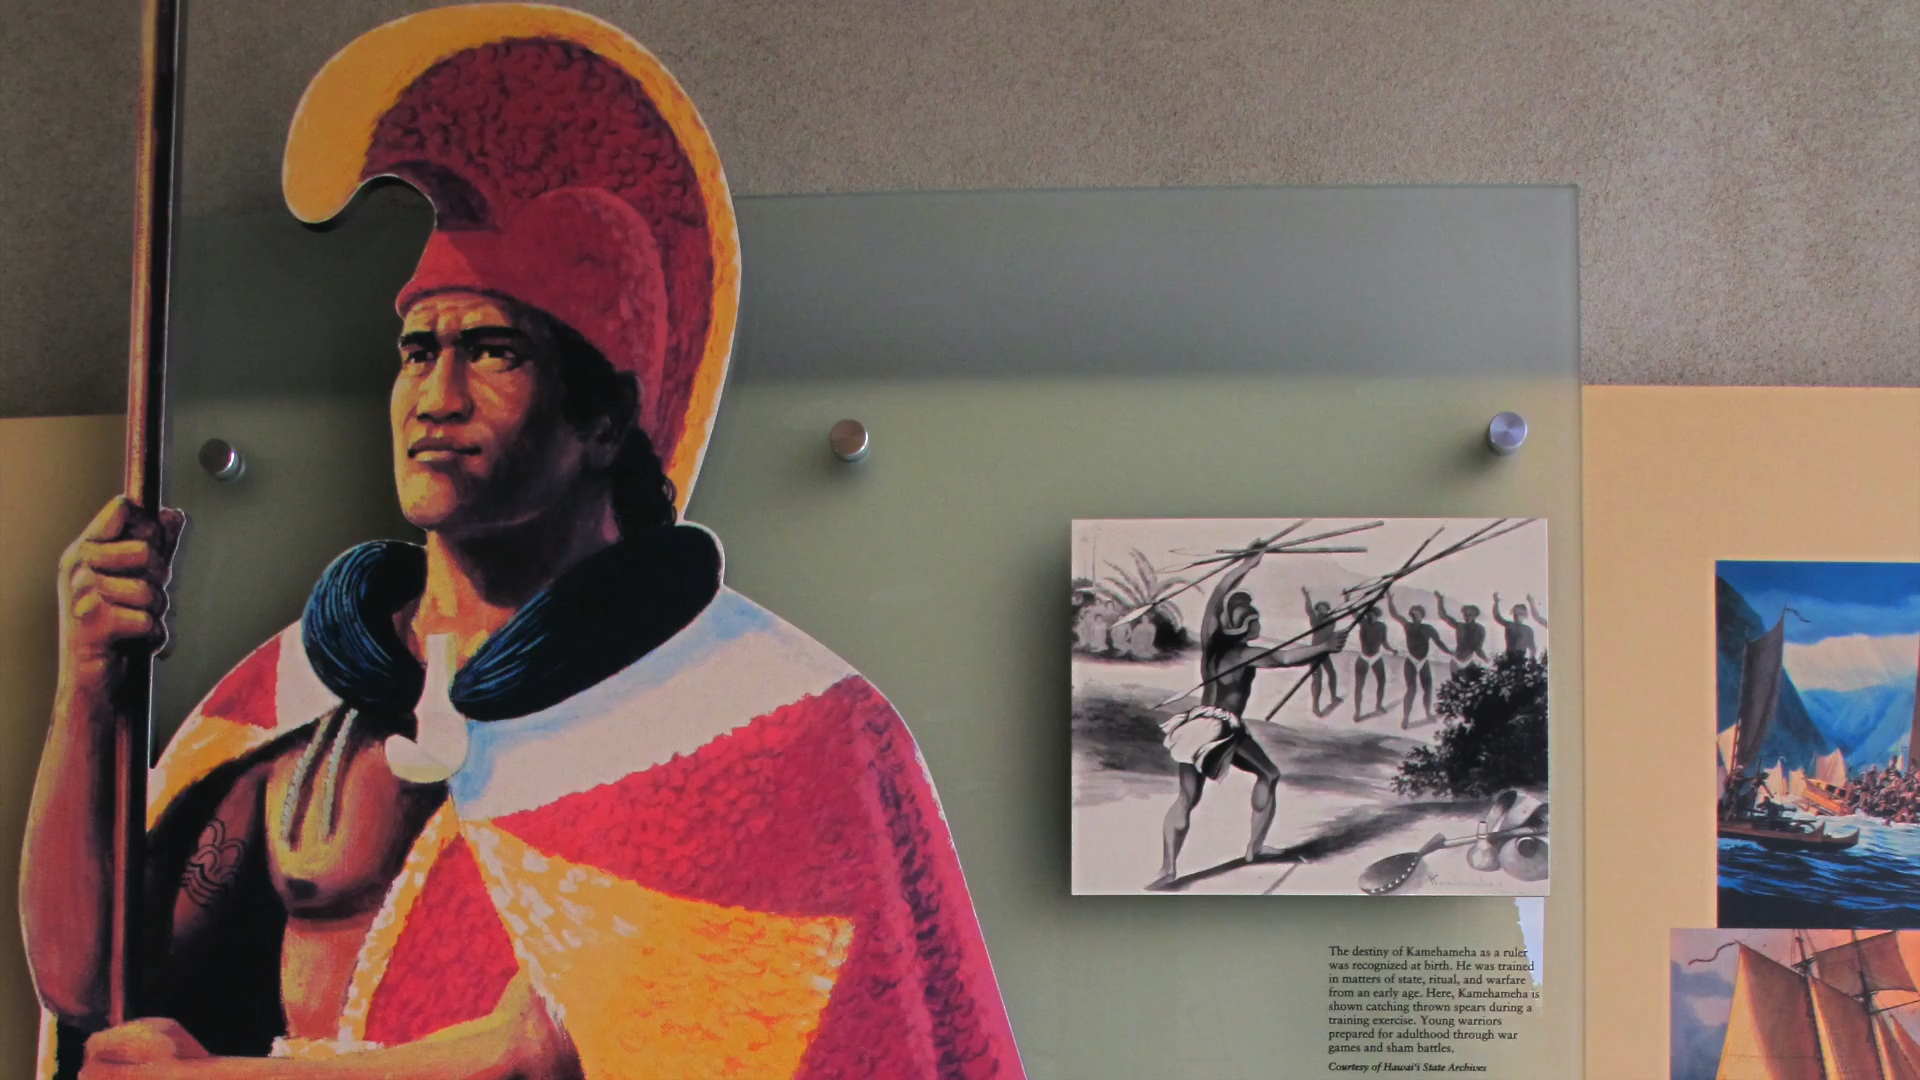 The destiny of Kamehameha as a ruler
was recognized at birth. He was trained
in matters of state, ritual, and warfare
from an early age. Here, Kamehameha is
shown catching thrown spears during a
training exercise. Young warriors
prepared for adulthood through war
games and sham battles.
Courtesy of Hawai'i State Archives